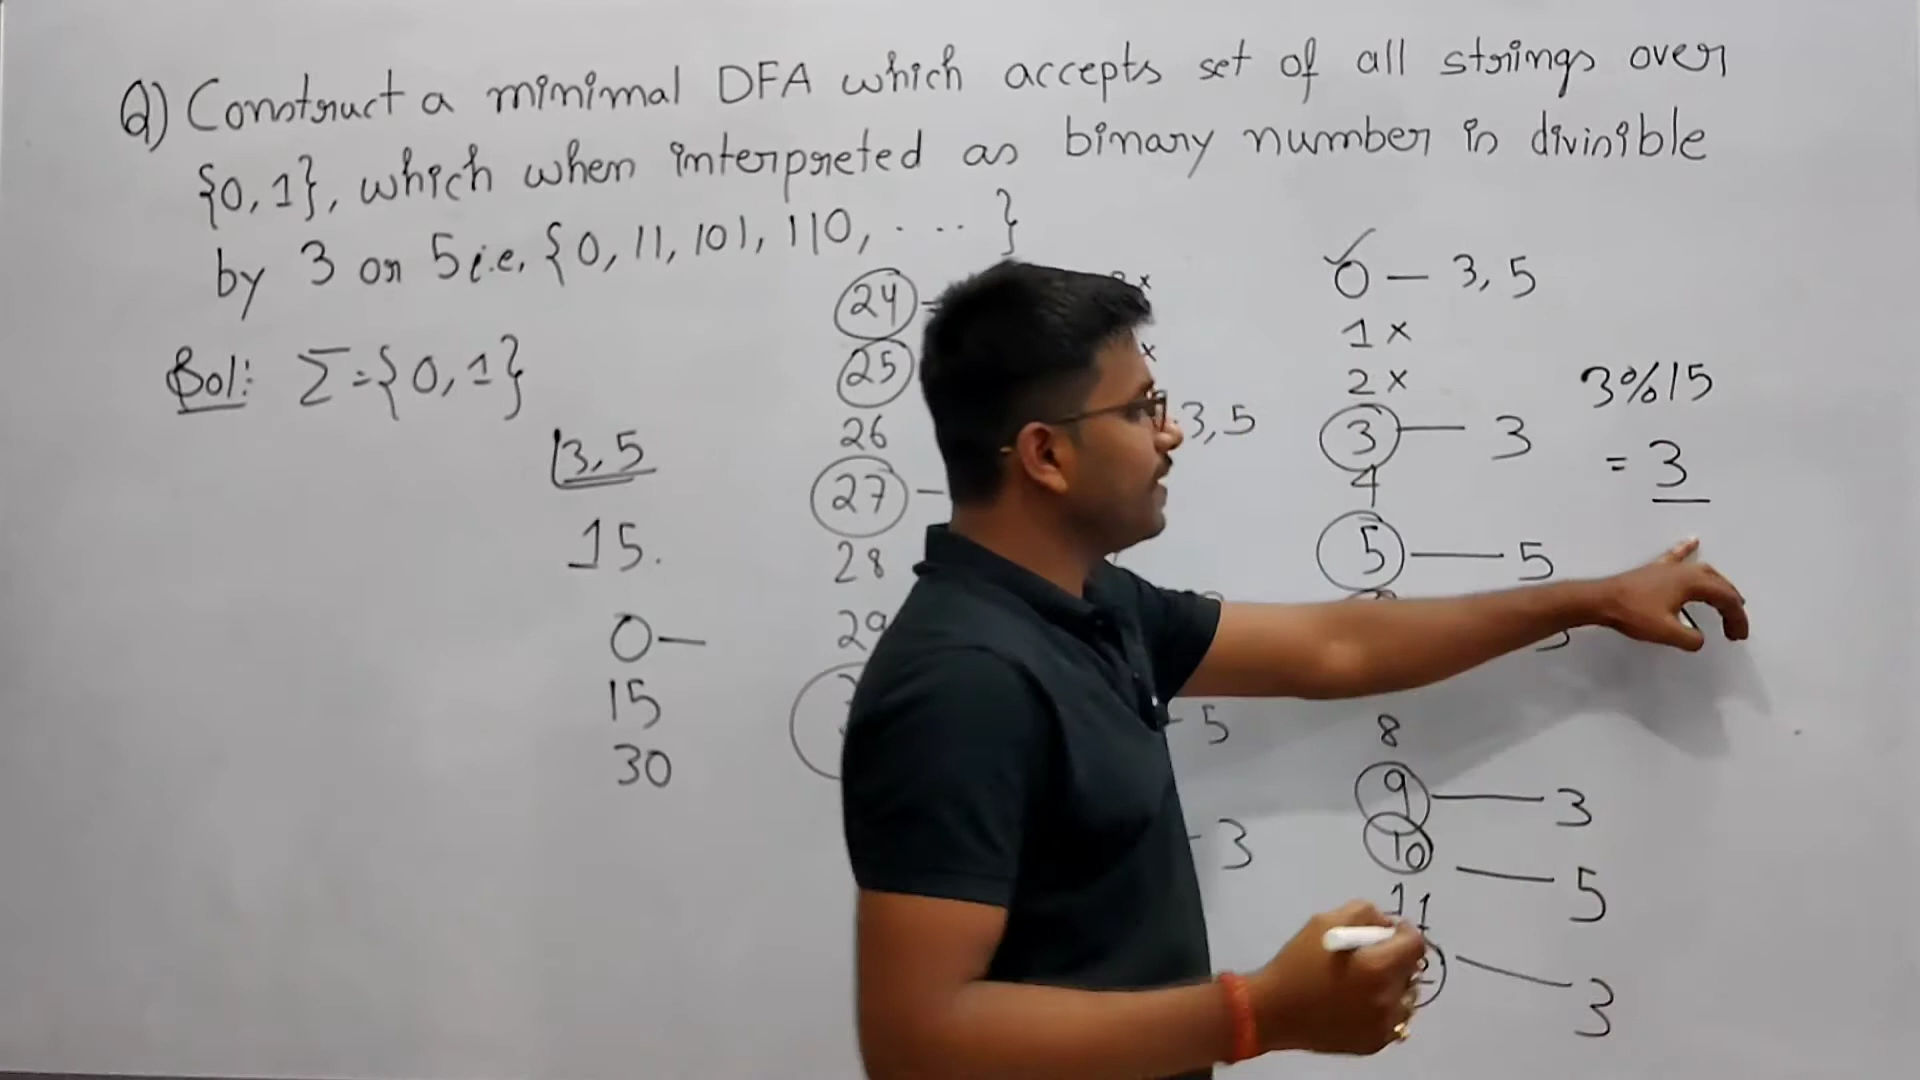 Q) Construct a minimal DFA which accepts set of all strings over
{0,1}, which when interpreted as binary number is divisible
by 3 or 5 i.e. {0, 11, 101, 110, .... }
Sol: Σ={0,1}
3,5
15.
0—
15
30
24—
25
26
27—
28
29
3,5
5
3
0 — 3,5
1 ×
2 ×
3 — 3
4
5 — 5
8
9 — 3
10 — 5
11
3
3%15
= 3